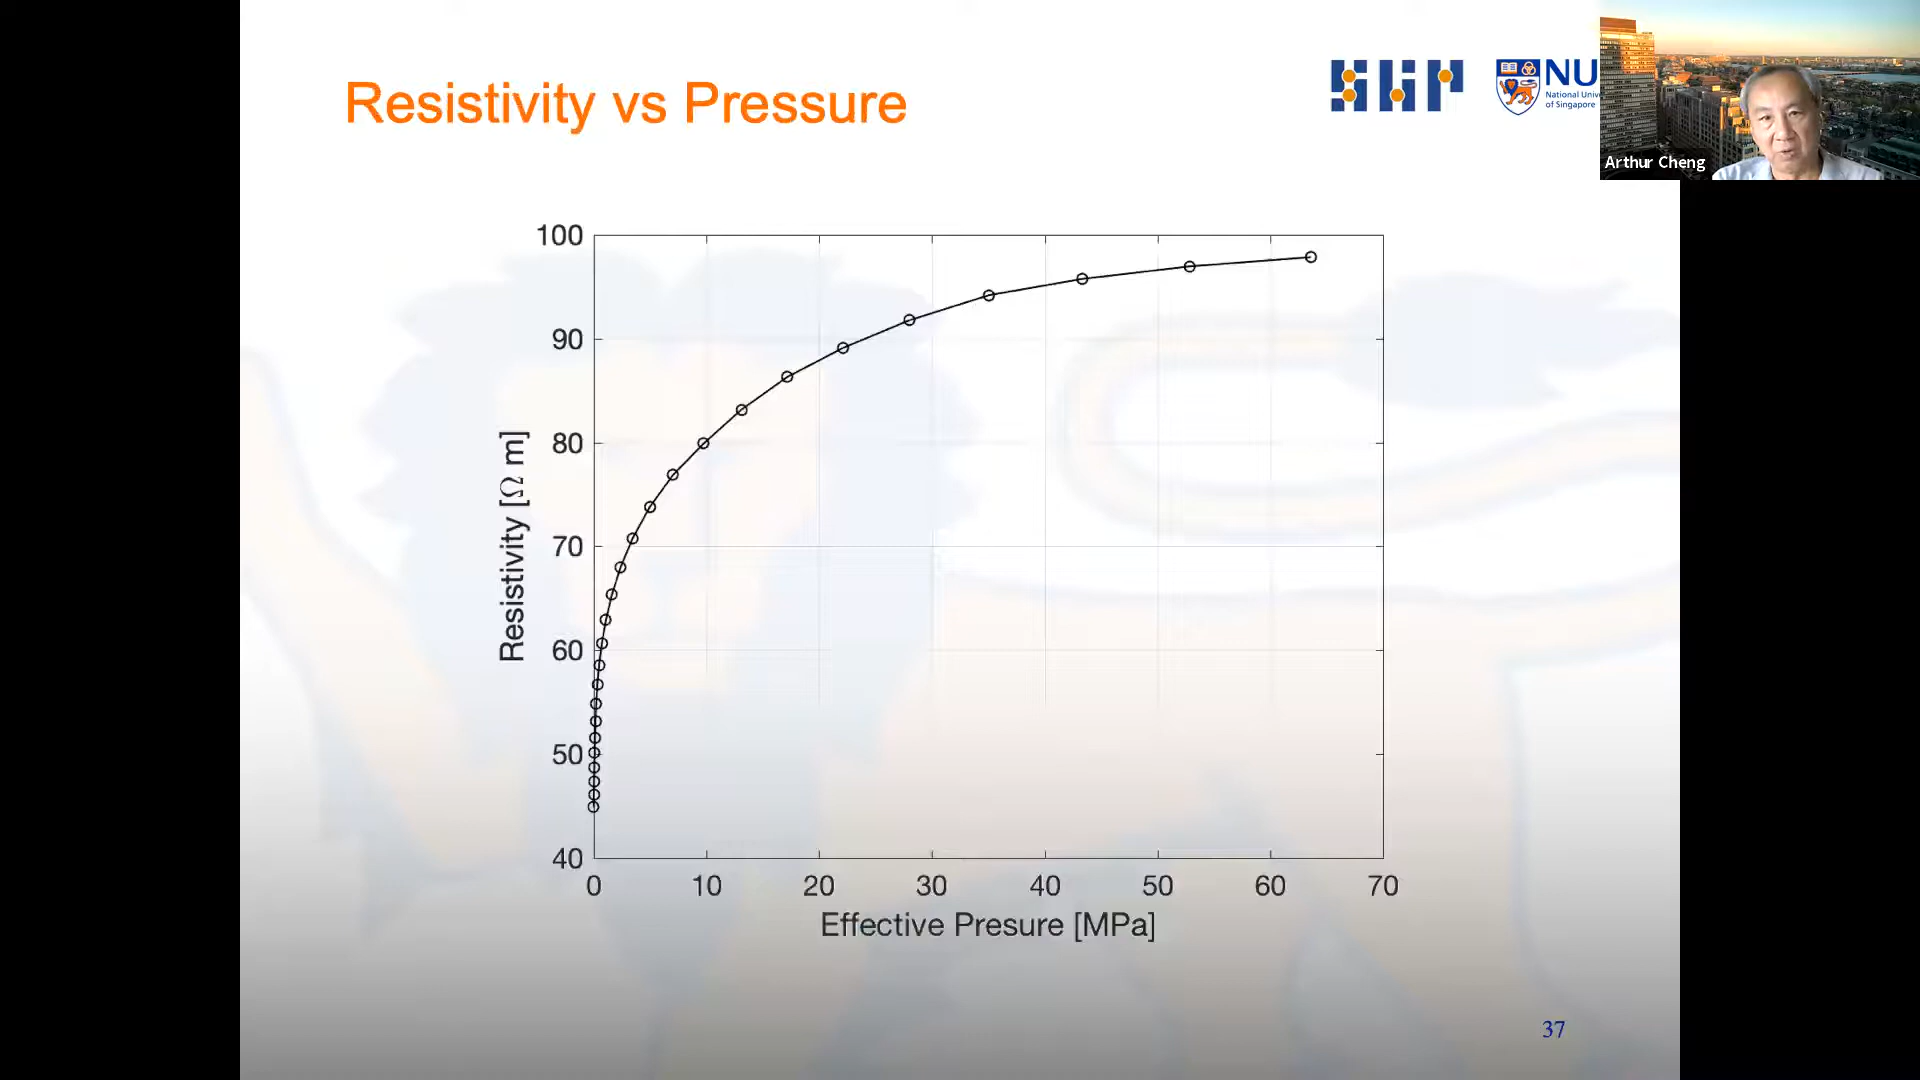 Resistivity vs Pressure
SGP
NU
National Univ
of Singapore
Arthur Cheng
100
90
80
70
60
50
40
Resistivity [Ω m]
0 10 20 30 40 50 60 70
Effective Presure [MPa]
37